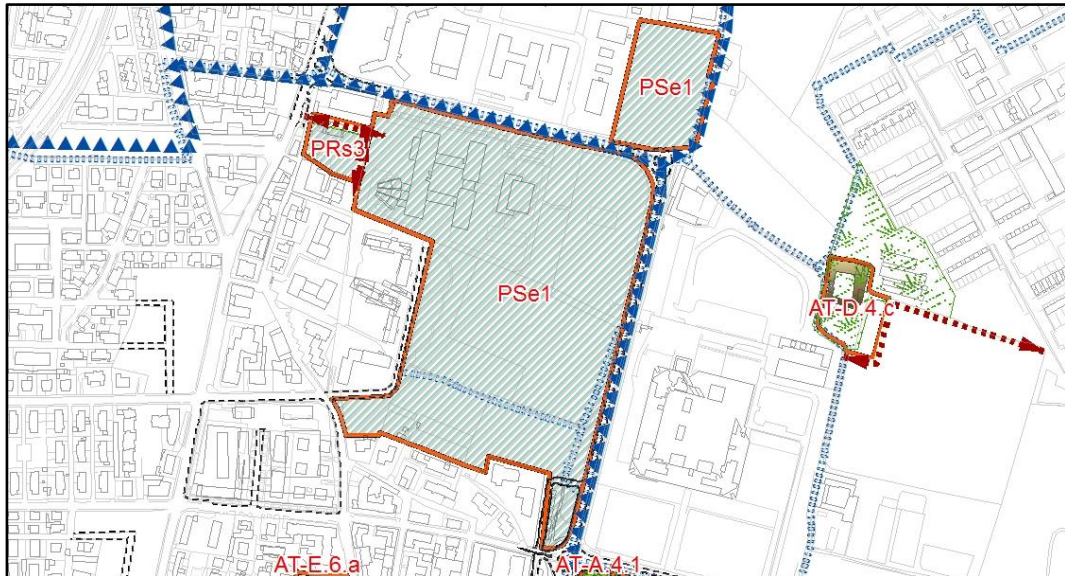 PSe1
PRs3
PSe1
AT-D.4.c
AT-E.6.a
AT-A.4.1